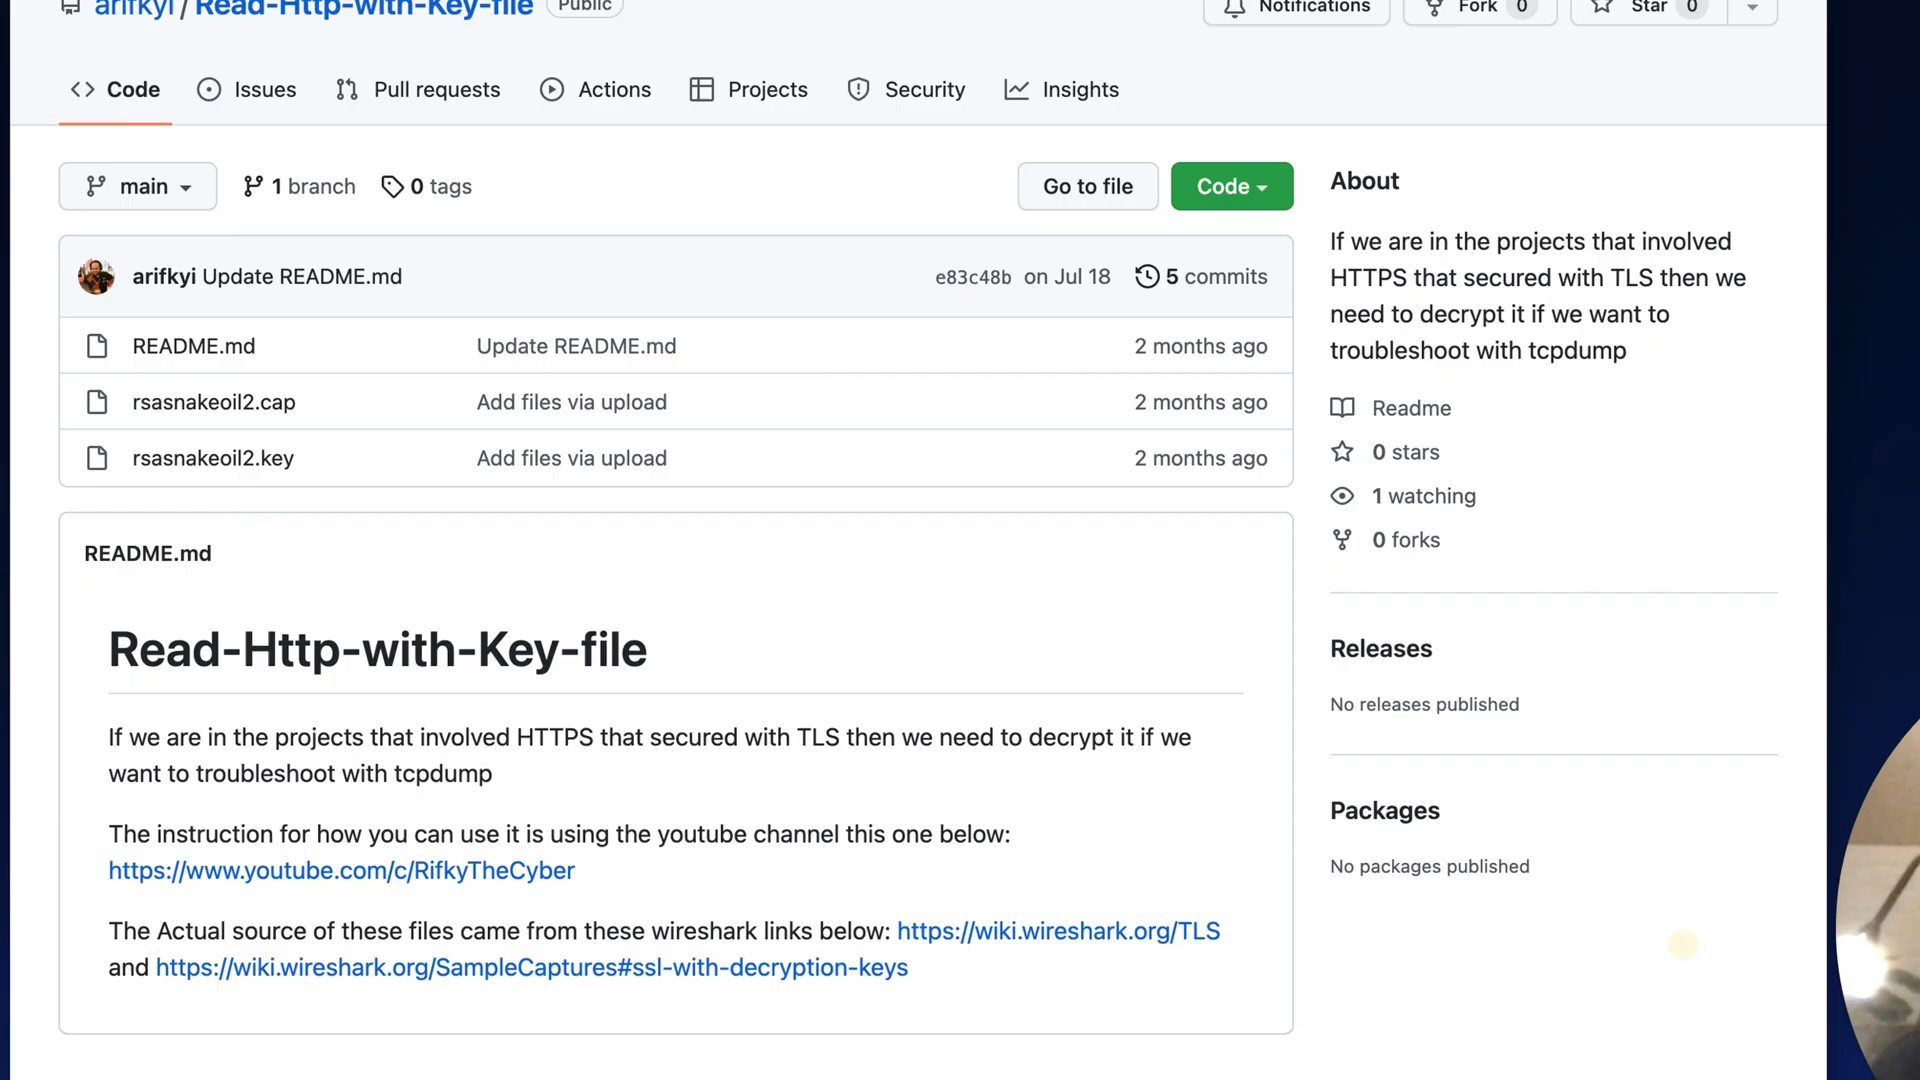 arifkyi / Read-Http-with-Key-file Public
Notifications Fork 0 Star 0
Code Issues Pull requests Actions Projects Security Insights
main 1 branch 0 tags Go to file Code
arifkyi Update README.md e83c48b on Jul 18 5 commits
README.md Update README.md 2 months ago
rsasnakeoil2.cap Add files via upload 2 months ago
rsasnakeoil2.key Add files via upload 2 months ago
README.md
Read-Http-with-Key-file
If we are in the projects that involved HTTPS that secured with TLS then we need to decrypt it if we
want to troubleshoot with tcpdump
The instruction for how you can use it is using the youtube channel this one below:
https://www.youtube.com/c/RifkyTheCyber
The Actual source of these files came from these wireshark links below: https://wiki.wireshark.org/TLS
and https://wiki.wireshark.org/SampleCaptures#ssl-with-decryption-keys
About
If we are in the projects that involved
HTTPS that secured with TLS then we
need to decrypt it if we want to
troubleshoot with tcpdump
Readme
0 stars
1 watching
0 forks
Releases
No releases published
Packages
No packages published